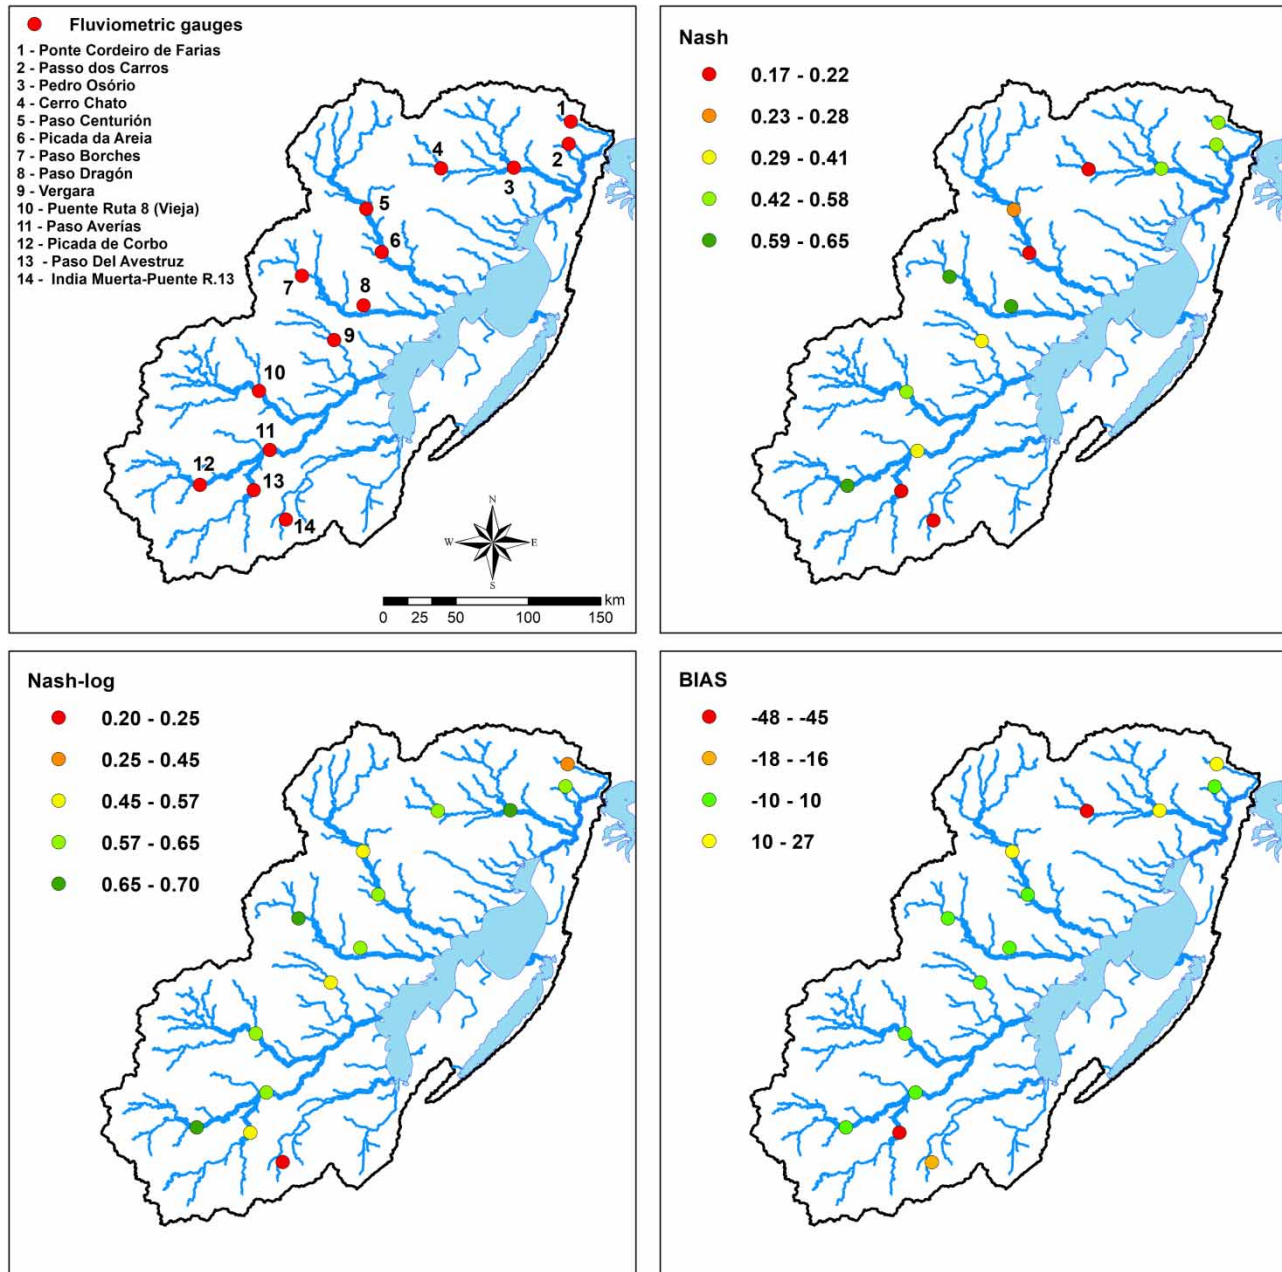 Fluviometric gauges
1 - Ponte Cordeiro de Farias
2 - Passo dos Carros
3 - Pedro Osório
4 - Cerro Chato
5 - Paso Centurión
6 - Picada da Areia
7 - Paso Borches
8 - Paso Dragón
9 - Vergara
10 - Puente Ruta 8 (Vieja)
11 - Paso Averías
12 - Picada de Corbo
13 - Paso Del Avestruz
14 - India Muerta-Puente R.13
1
2
4
3
5
6
7
8
9
10
11
12
13
14
N
W E
S
km
0 25 50 100 150
Nash
0.17 - 0.22
0.23 - 0.28
0.29 - 0.41
0.42 - 0.58
0.59 - 0.65
Nash-log
0.20 - 0.25
0.25 - 0.45
0.45 - 0.57
0.57 - 0.65
0.65 - 0.70
BIAS
-48 - -45
-18 - -16
-10 - 10
10 - 27